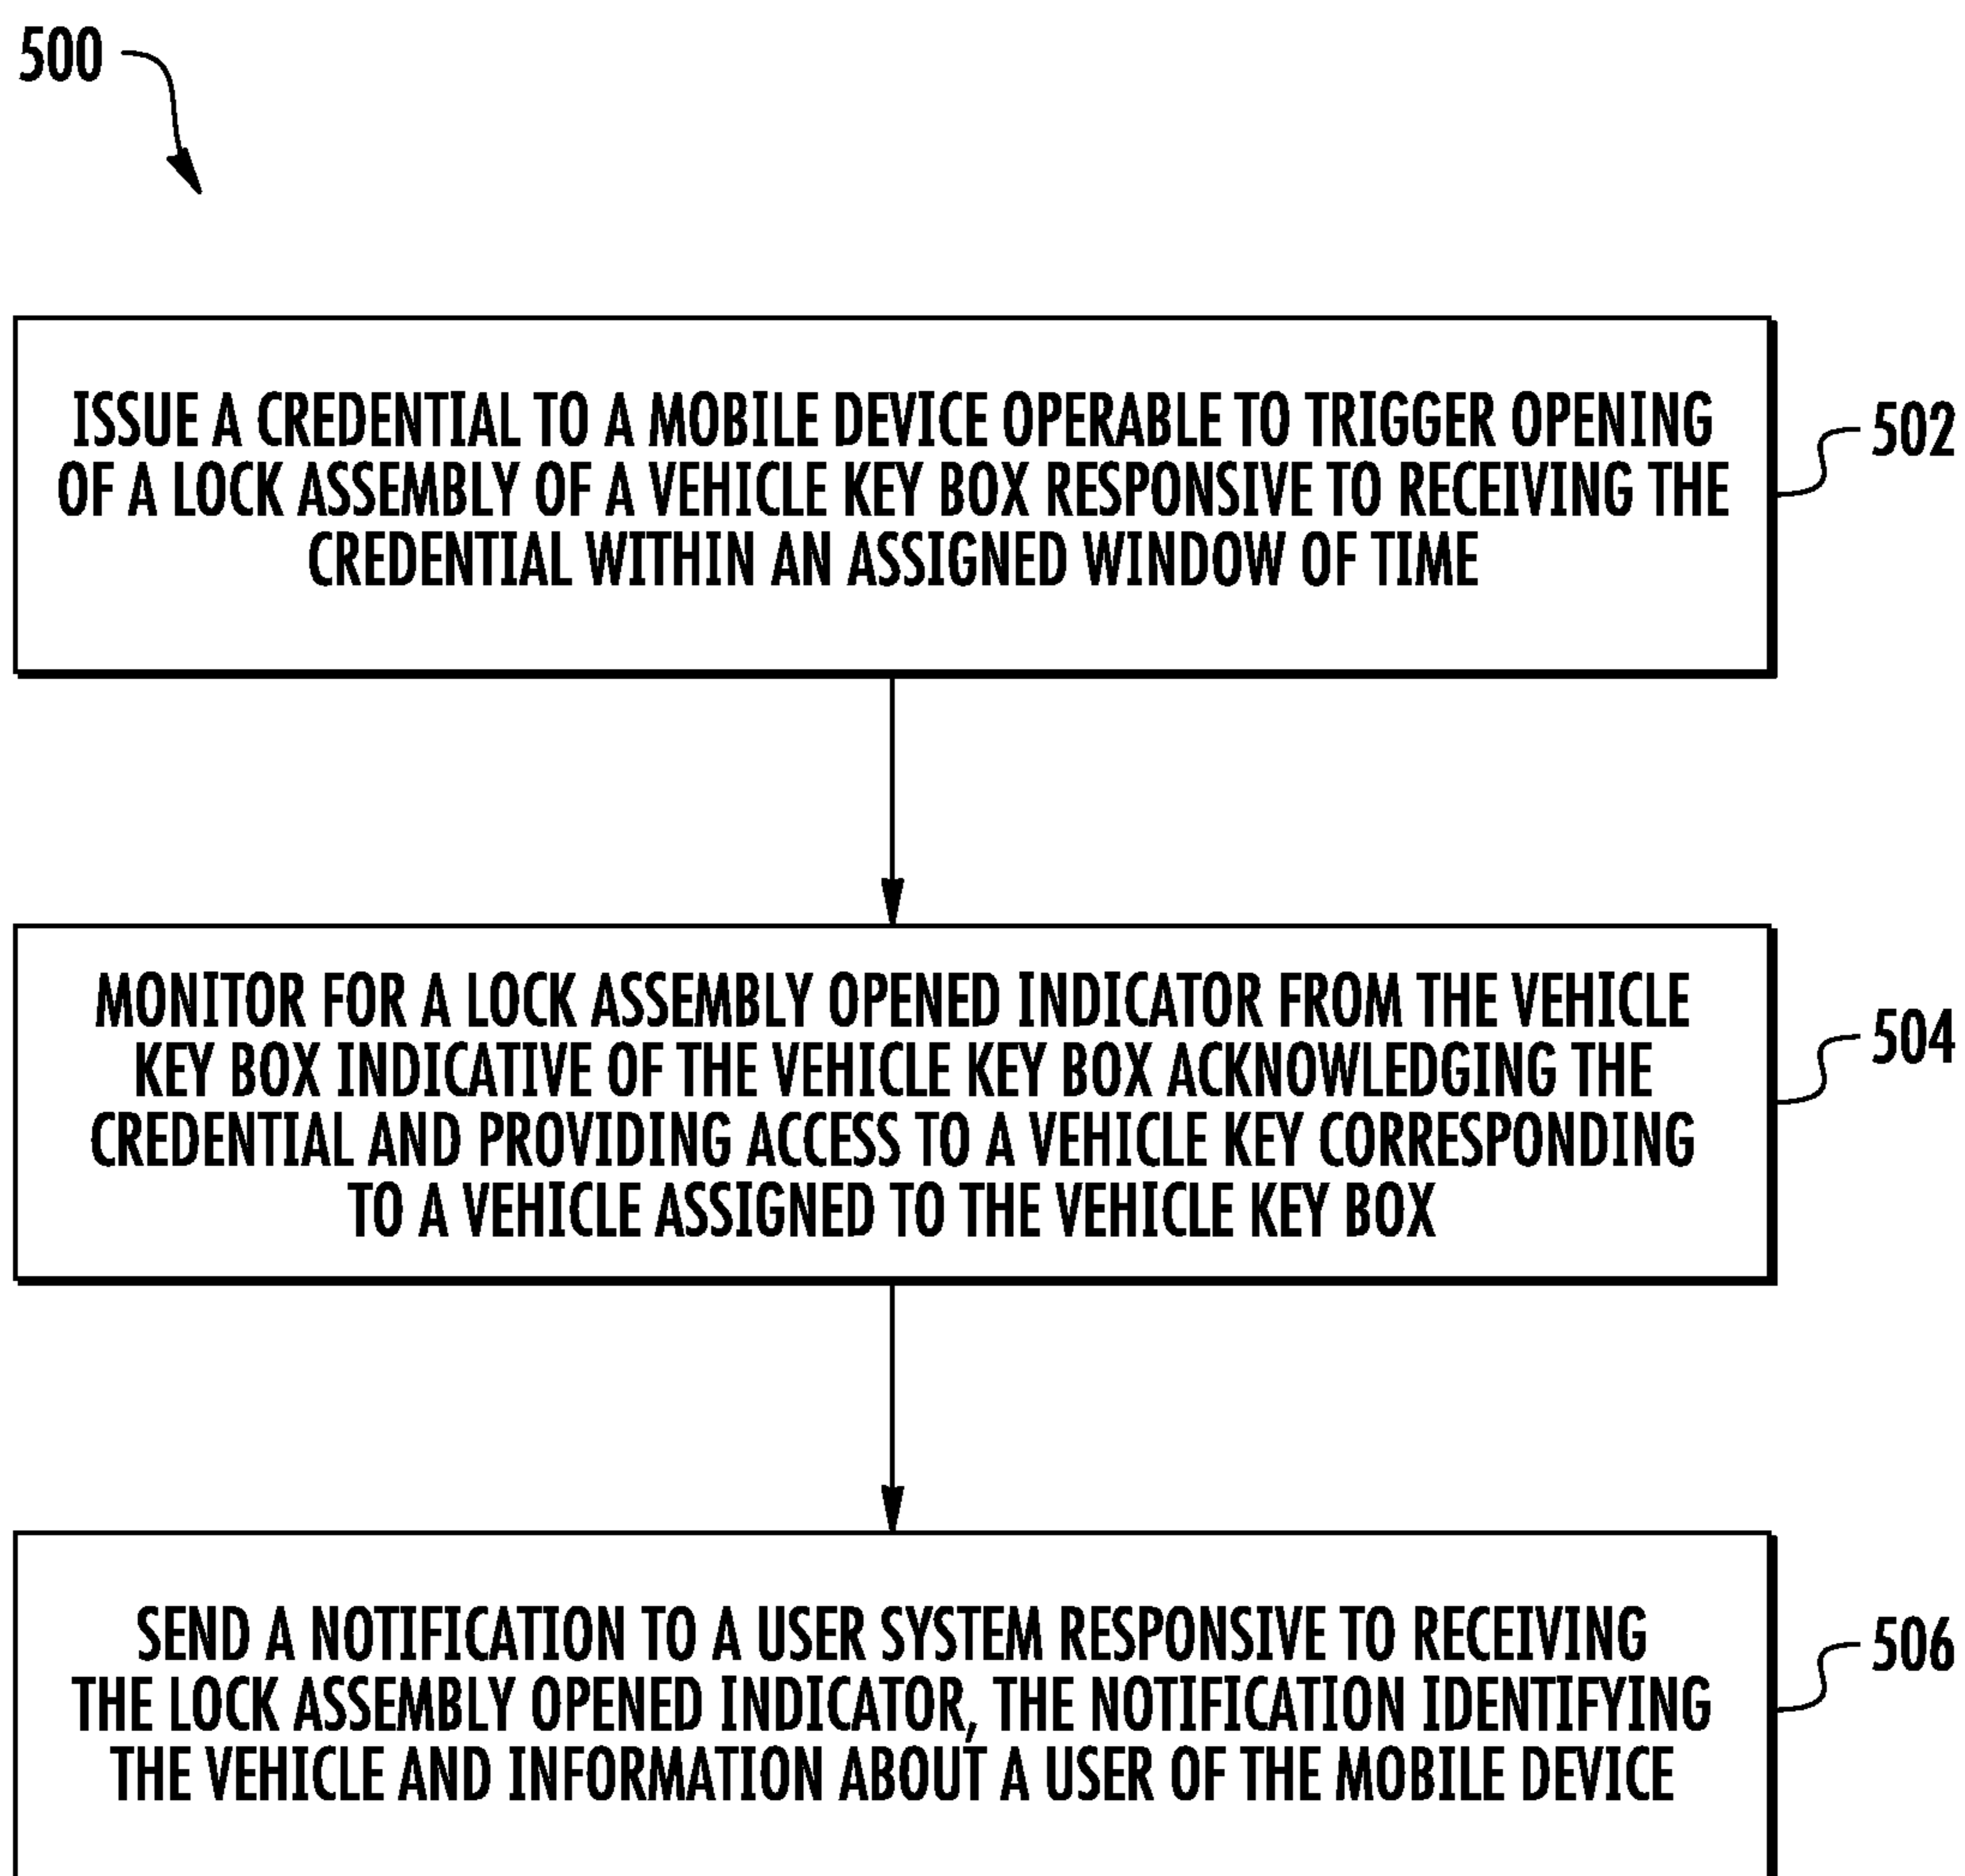 500
ISSUE A CREDENTIAL TO A MOBILE DEVICE OPERABLE TO TRIGGER OPENING
OF A LOCK ASSEMBLY OF A VEHICLE KEY BOX RESPONSIVE TO RECEIVING THE
CREDENTIAL WITHIN AN ASSIGNED WINDOW OF TIME
502
MONITOR FOR A LOCK ASSEMBLY OPENED INDICATOR FROM THE VEHICLE
KEY BOX INDICATIVE OF THE VEHICLE KEY BOX ACKNOWLEDGING THE
CREDENTIAL AND PROVIDING ACCESS TO A VEHICLE KEY CORRESPONDING
TO A VEHICLE ASSIGNED TO THE VEHICLE KEY BOX
504
SEND A NOTIFICATION TO A USER SYSTEM RESPONSIVE TO RECEIVING
THE LOCK ASSEMBLY OPENED INDICATOR, THE NOTIFICATION IDENTIFYING
THE VEHICLE AND INFORMATION ABOUT A USER OF THE MOBILE DEVICE
506